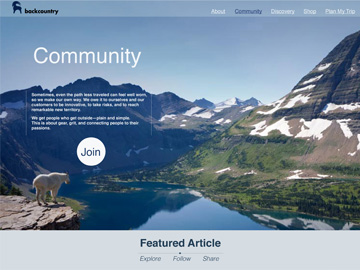 backcountry
About Community Discovery Shop Plan My Trip
Community
Sometimes, even the path less traveled can feel well worn,
so we make our own way. We owe it to ourselves and our
customers to be innovative, to take risks, and to reach
remarkable new territory.
We get people who get outside—plain and simple.
This is about gear, grit, and connecting people to their
passions.
Join
Featured Article
Explore Follow Share